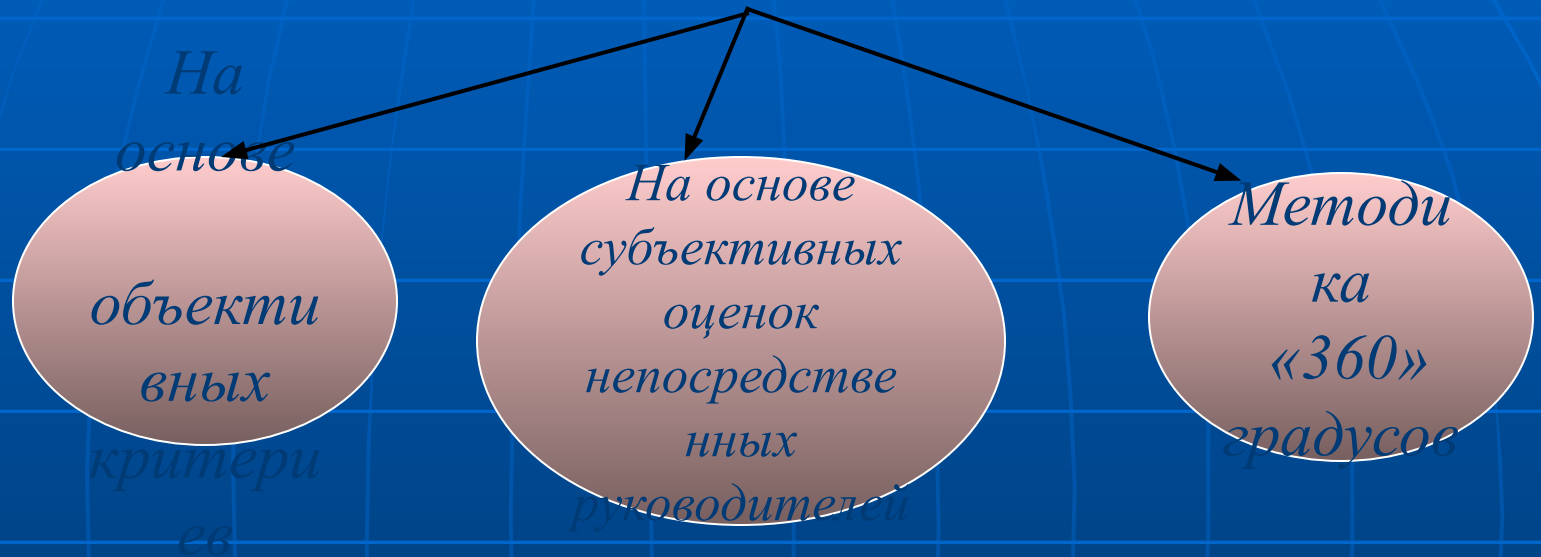 На
основе
объекти
вных
критери
ев
На основе
субъективных
оценок
непосредстве
нных
руководителей
Методи
ка
«360»
градусов